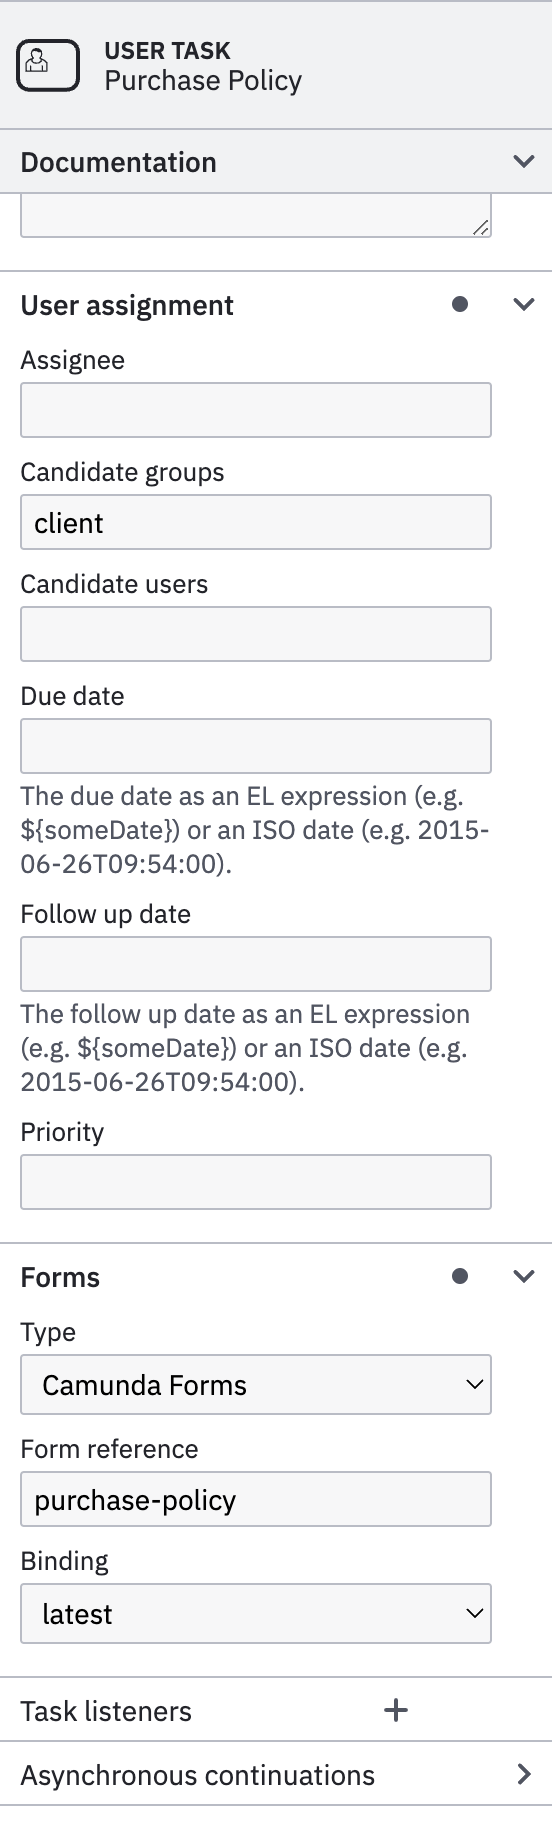 USER TASK
Purchase Policy
Documentation
User assignment
Assignee
Candidate groups
client
Candidate users
Due date
The due date as an EL expression (e.g.
${someDate}) or an ISO date (e.g. 2015-
06-26T09:54:00).
Follow up date
The follow up date as an EL expression
(e.g. ${someDate}) or an ISO date (e.g.
2015-06-26T09:54:00).
Priority
Forms
Type
Camunda Forms
Form reference
purchase-policy
Binding
latest
Task listeners
Asynchronous continuations